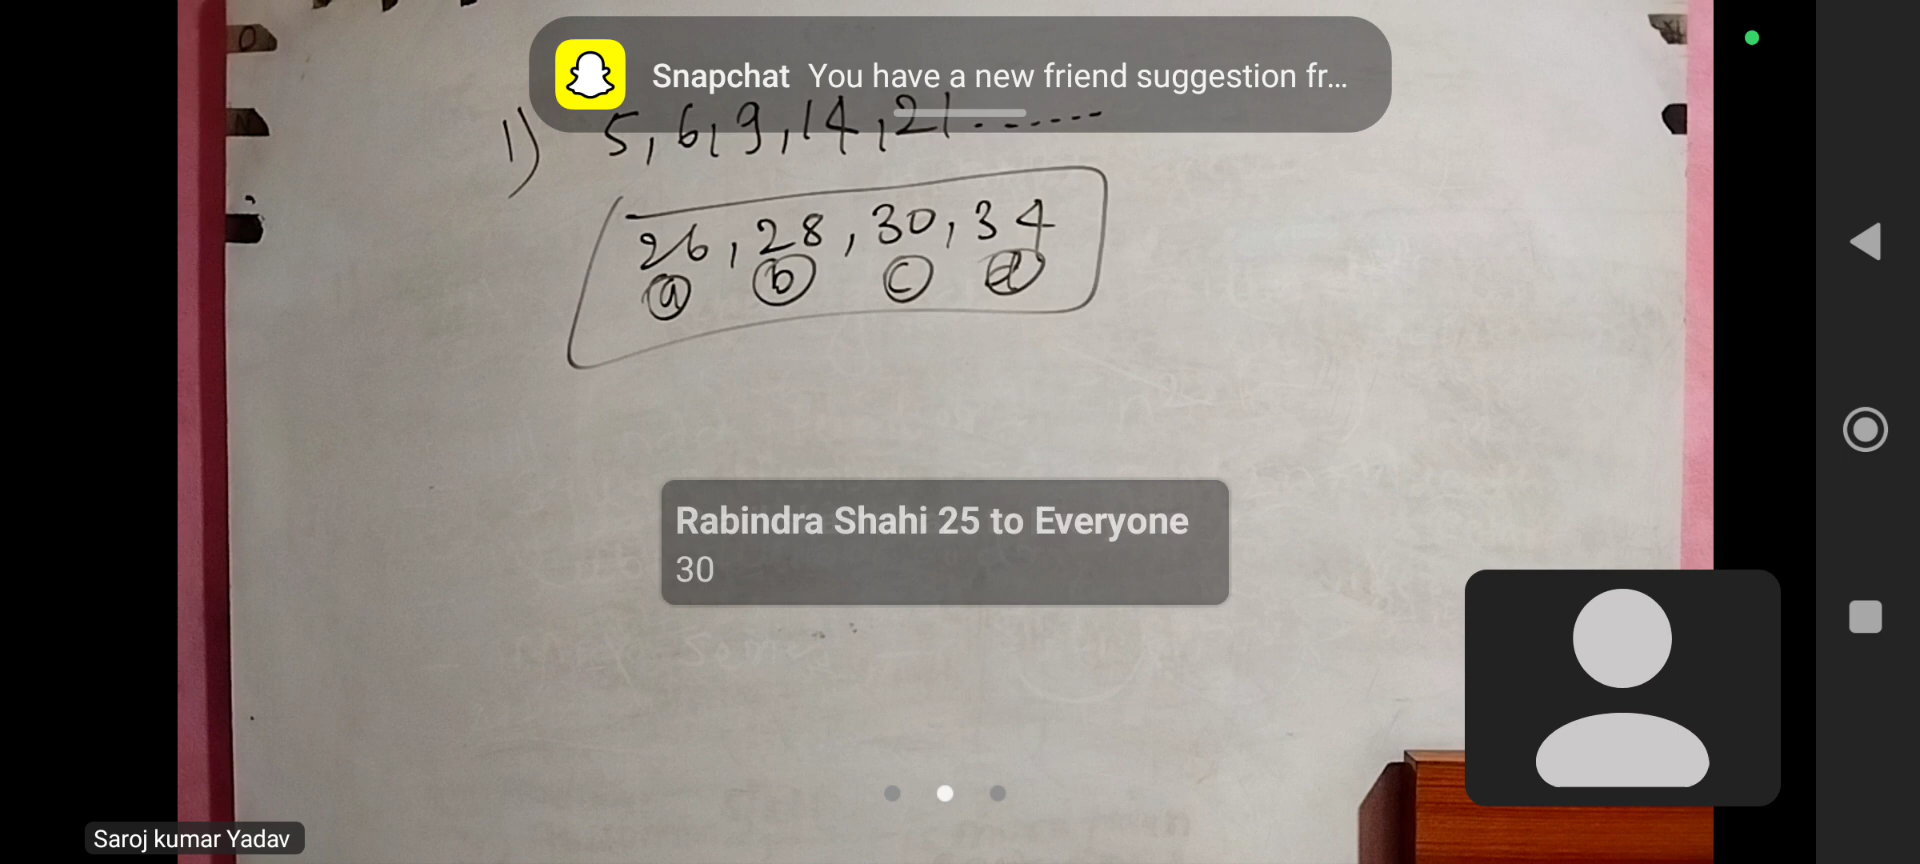 Snapchat You have a new friend suggestion fr...
1) 5, 6, 9, 14, 21 .......
26, 28, 30, 34
a b c d
Rabindra Shahi 25 to Everyone
30
Saroj kumar Yadav